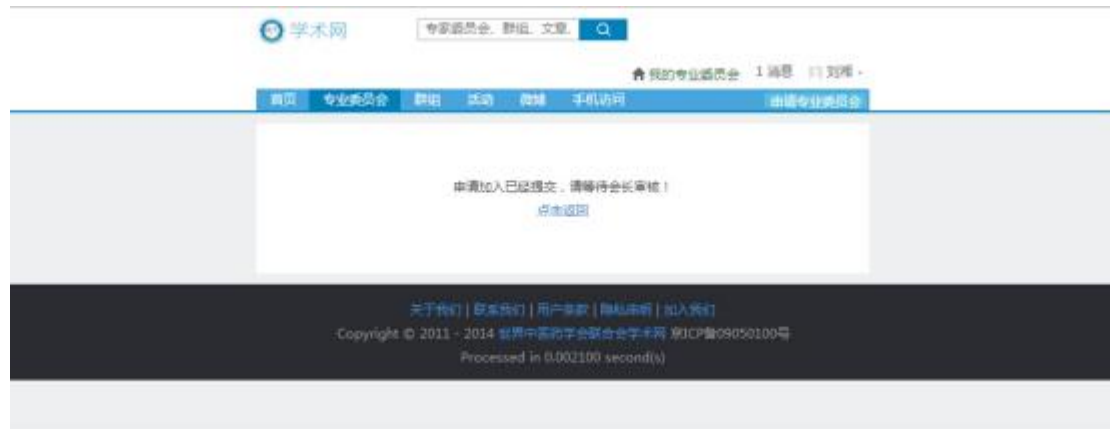 学术网
专家委员会, 群组, 文章,
我的专业委员会 1 消息 刘湘
首页 专业委员会 群组 活动 微博 手机访问 申请专业委员会
申请加入已经提交，请等待会长审核！
点击返回
关于我们 | 联系我们 | 用户条款 | 隐私声明 | 加入我们
Copyright © 2011 - 2014 世界中医药学会联合会学术网 京ICP备09050100号
Processed in 0.002100 second(s)